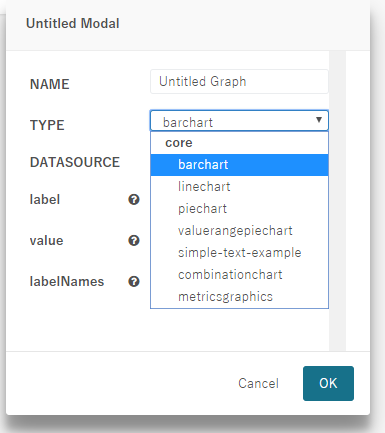 Untitled Modal
NAME Untitled Graph
TYPE barchart
core
DATASOURCE barchart
linechart
label piechart
valuerangepiechart
value simple-text-example
combinationchart
labelNames metricsgraphics
Cancel OK